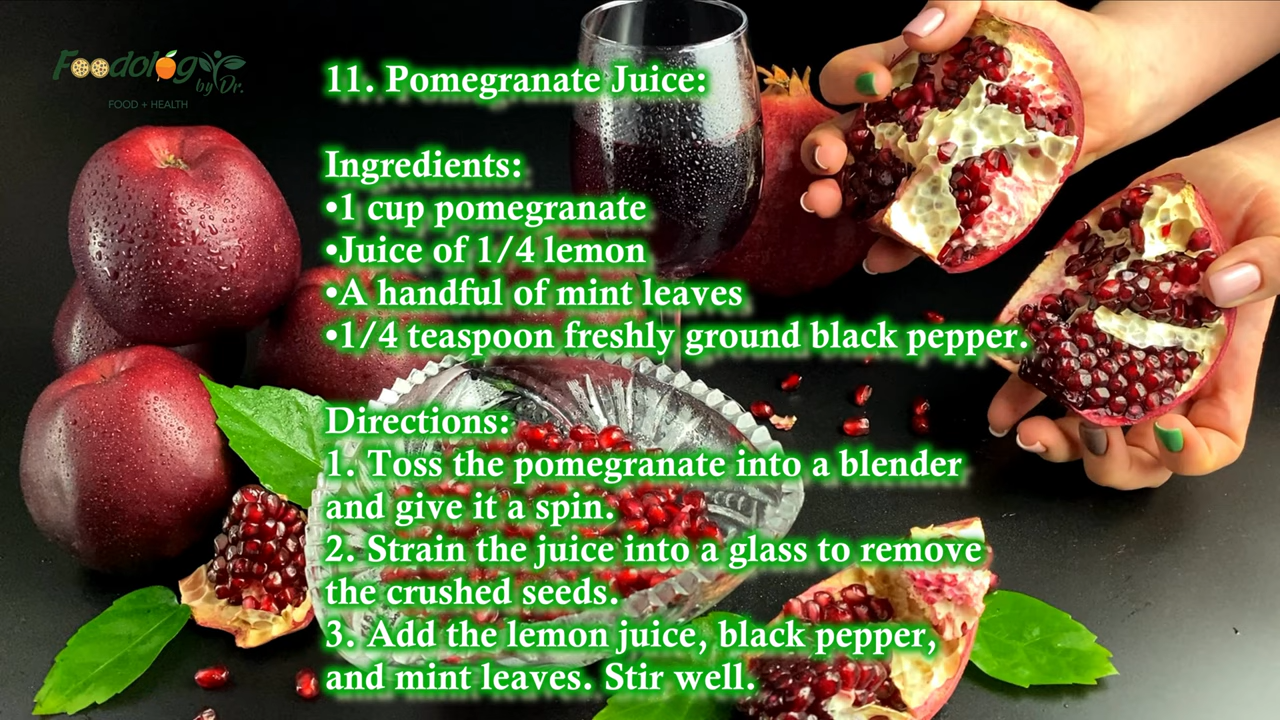 Foodology
by Dr.
FOOD + HEALTH
11. Pomegranate Juice:
Ingredients:
•1 cup pomegranate
•Juice of 1/4 lemon
•A handful of mint leaves
•1/4 teaspoon freshly ground black pepper.
Directions:
1. Toss the pomegranate into a blender
and give it a spin.
2. Strain the juice into a glass to remove
the crushed seeds.
3. Add the lemon juice, black pepper,
and mint leaves. Stir well.